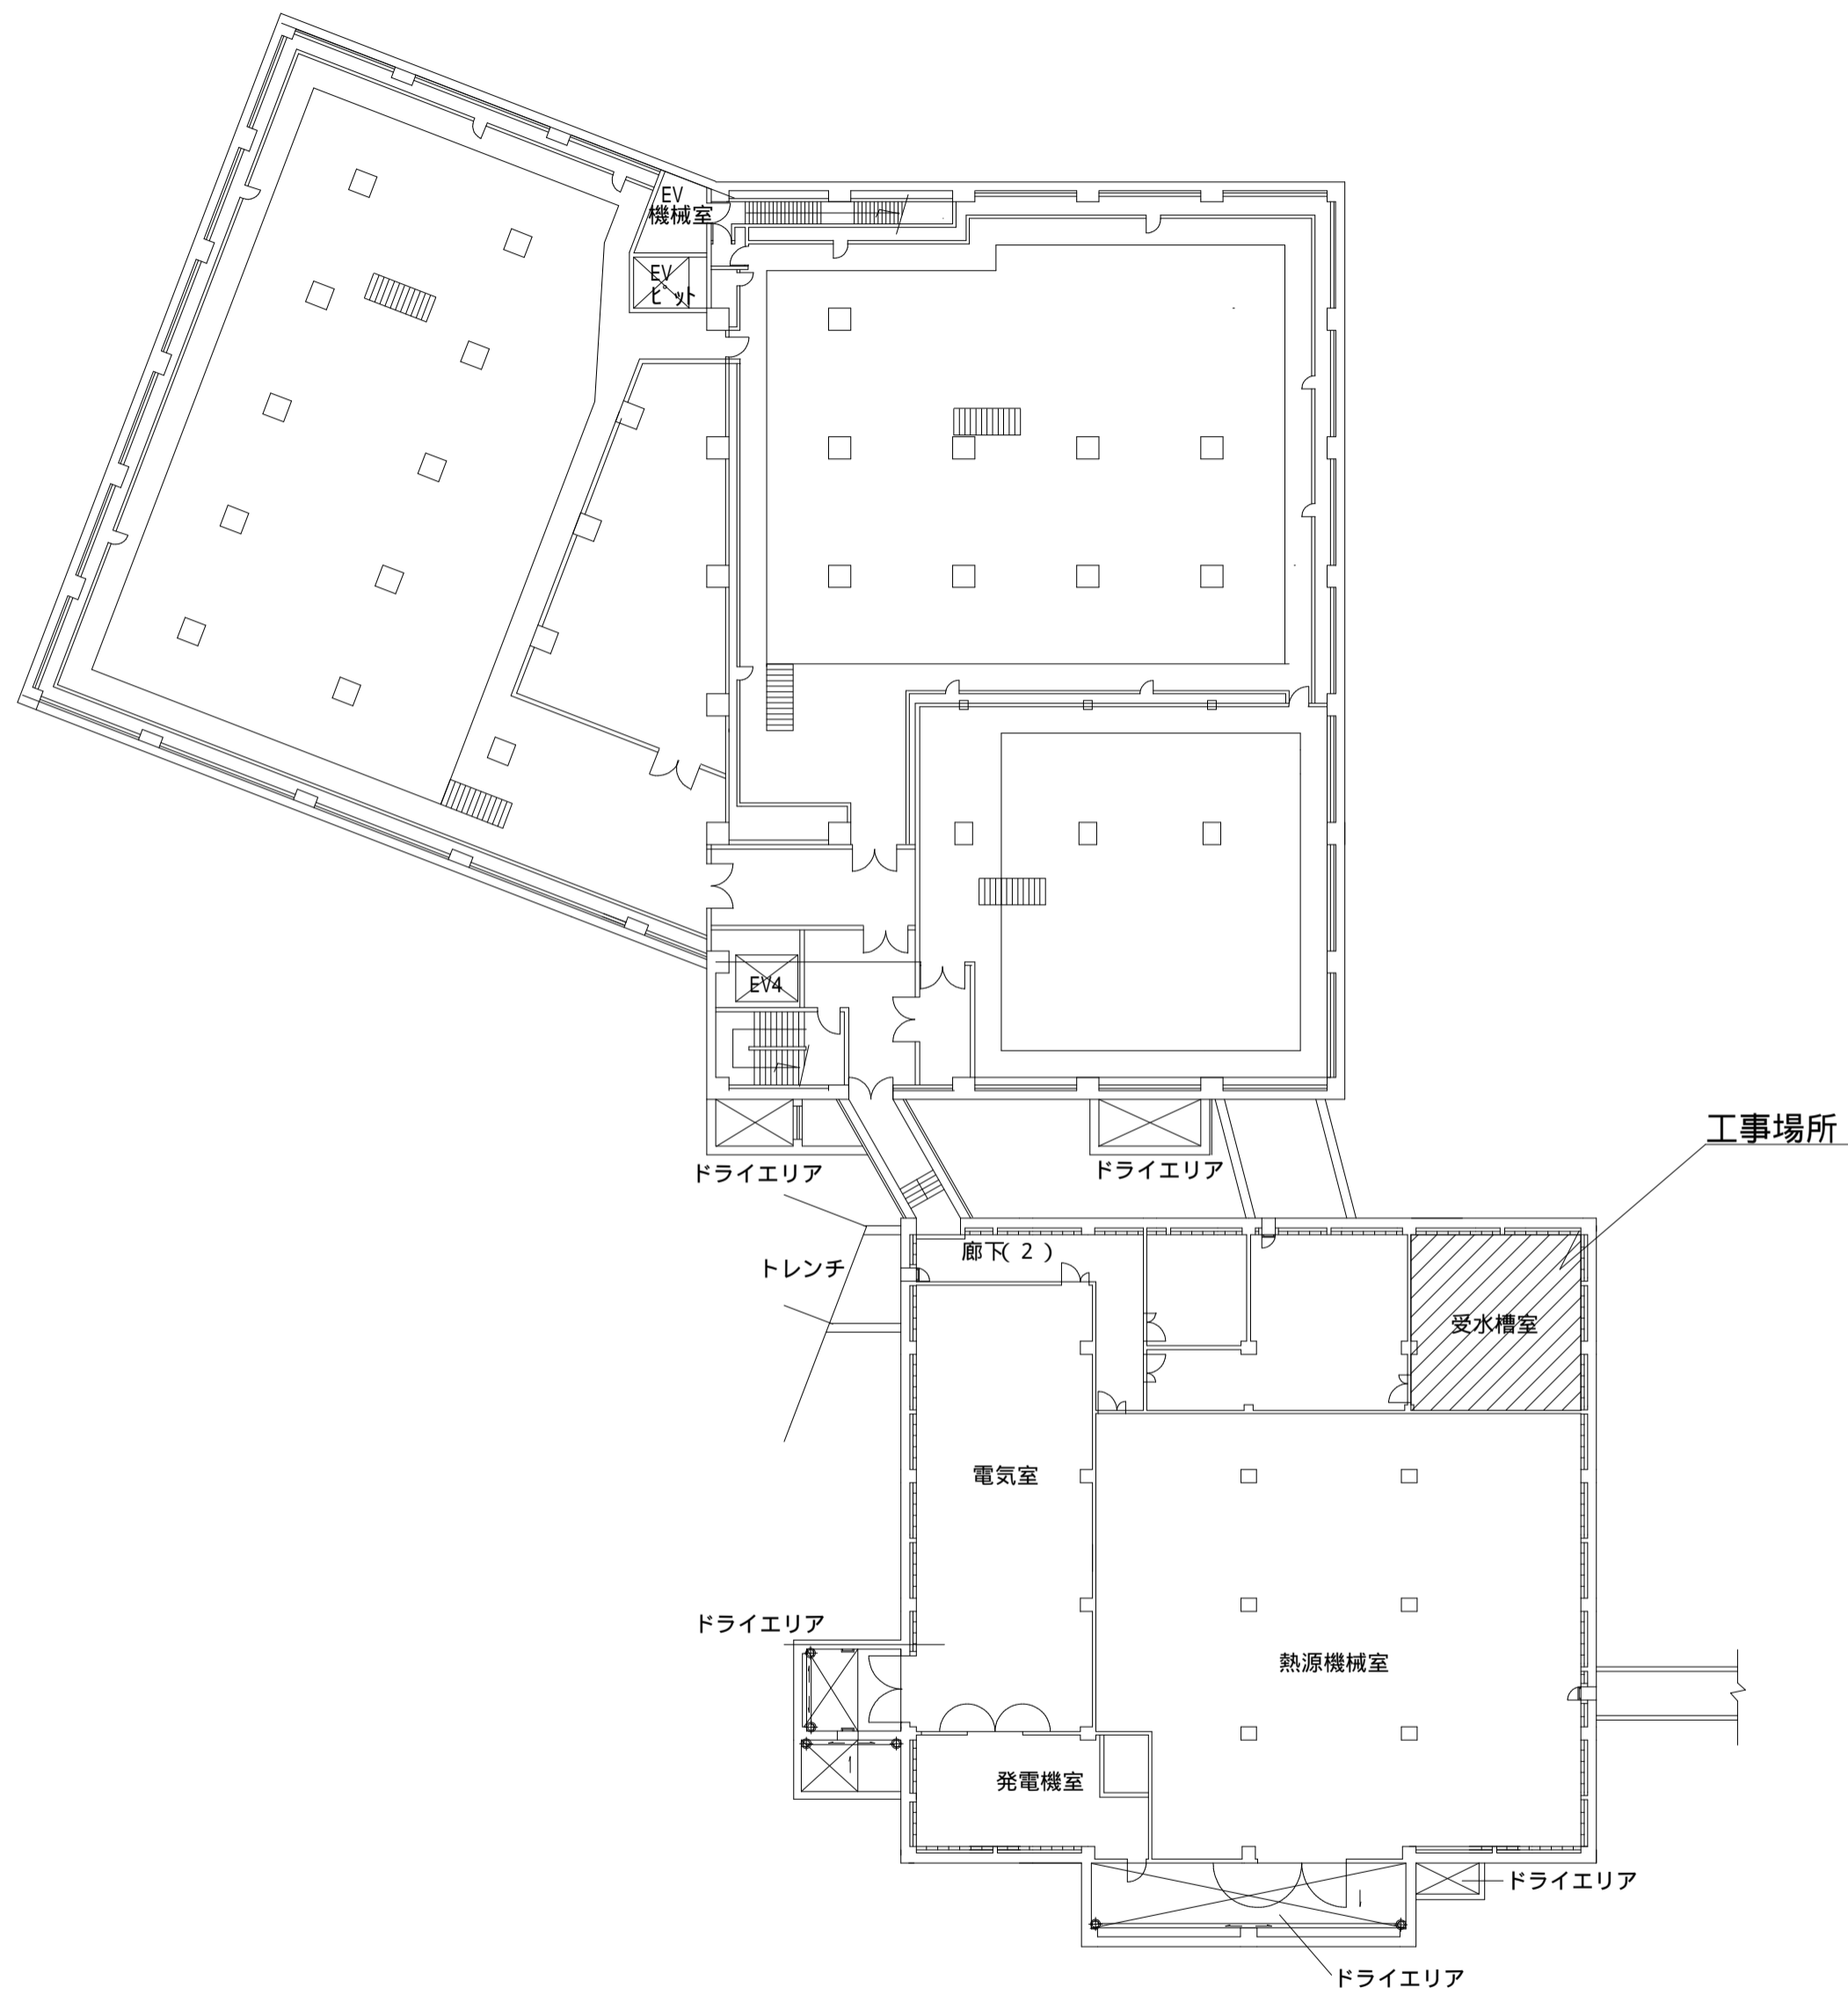 EV
機械室
EV
ピット
EV4
工事場所
ドライエリア
ドライエリア
廊下(2)
トレンチ
受水槽室
電気室
ドライエリア
熱源機械室
発電機室
ドライエリア
ドライエリア